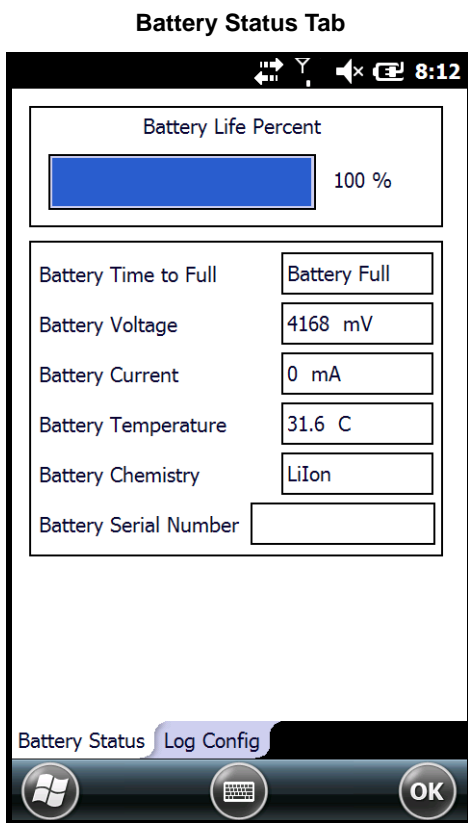 Battery Status Tab
8:12
Battery Life Percent
100 %
Battery Time to Full Battery Full
Battery Voltage 4168 mV
Battery Current 0 mA
Battery Temperature 31.6 C
Battery Chemistry LiIon
Battery Serial Number
Battery Status Log Config
OK